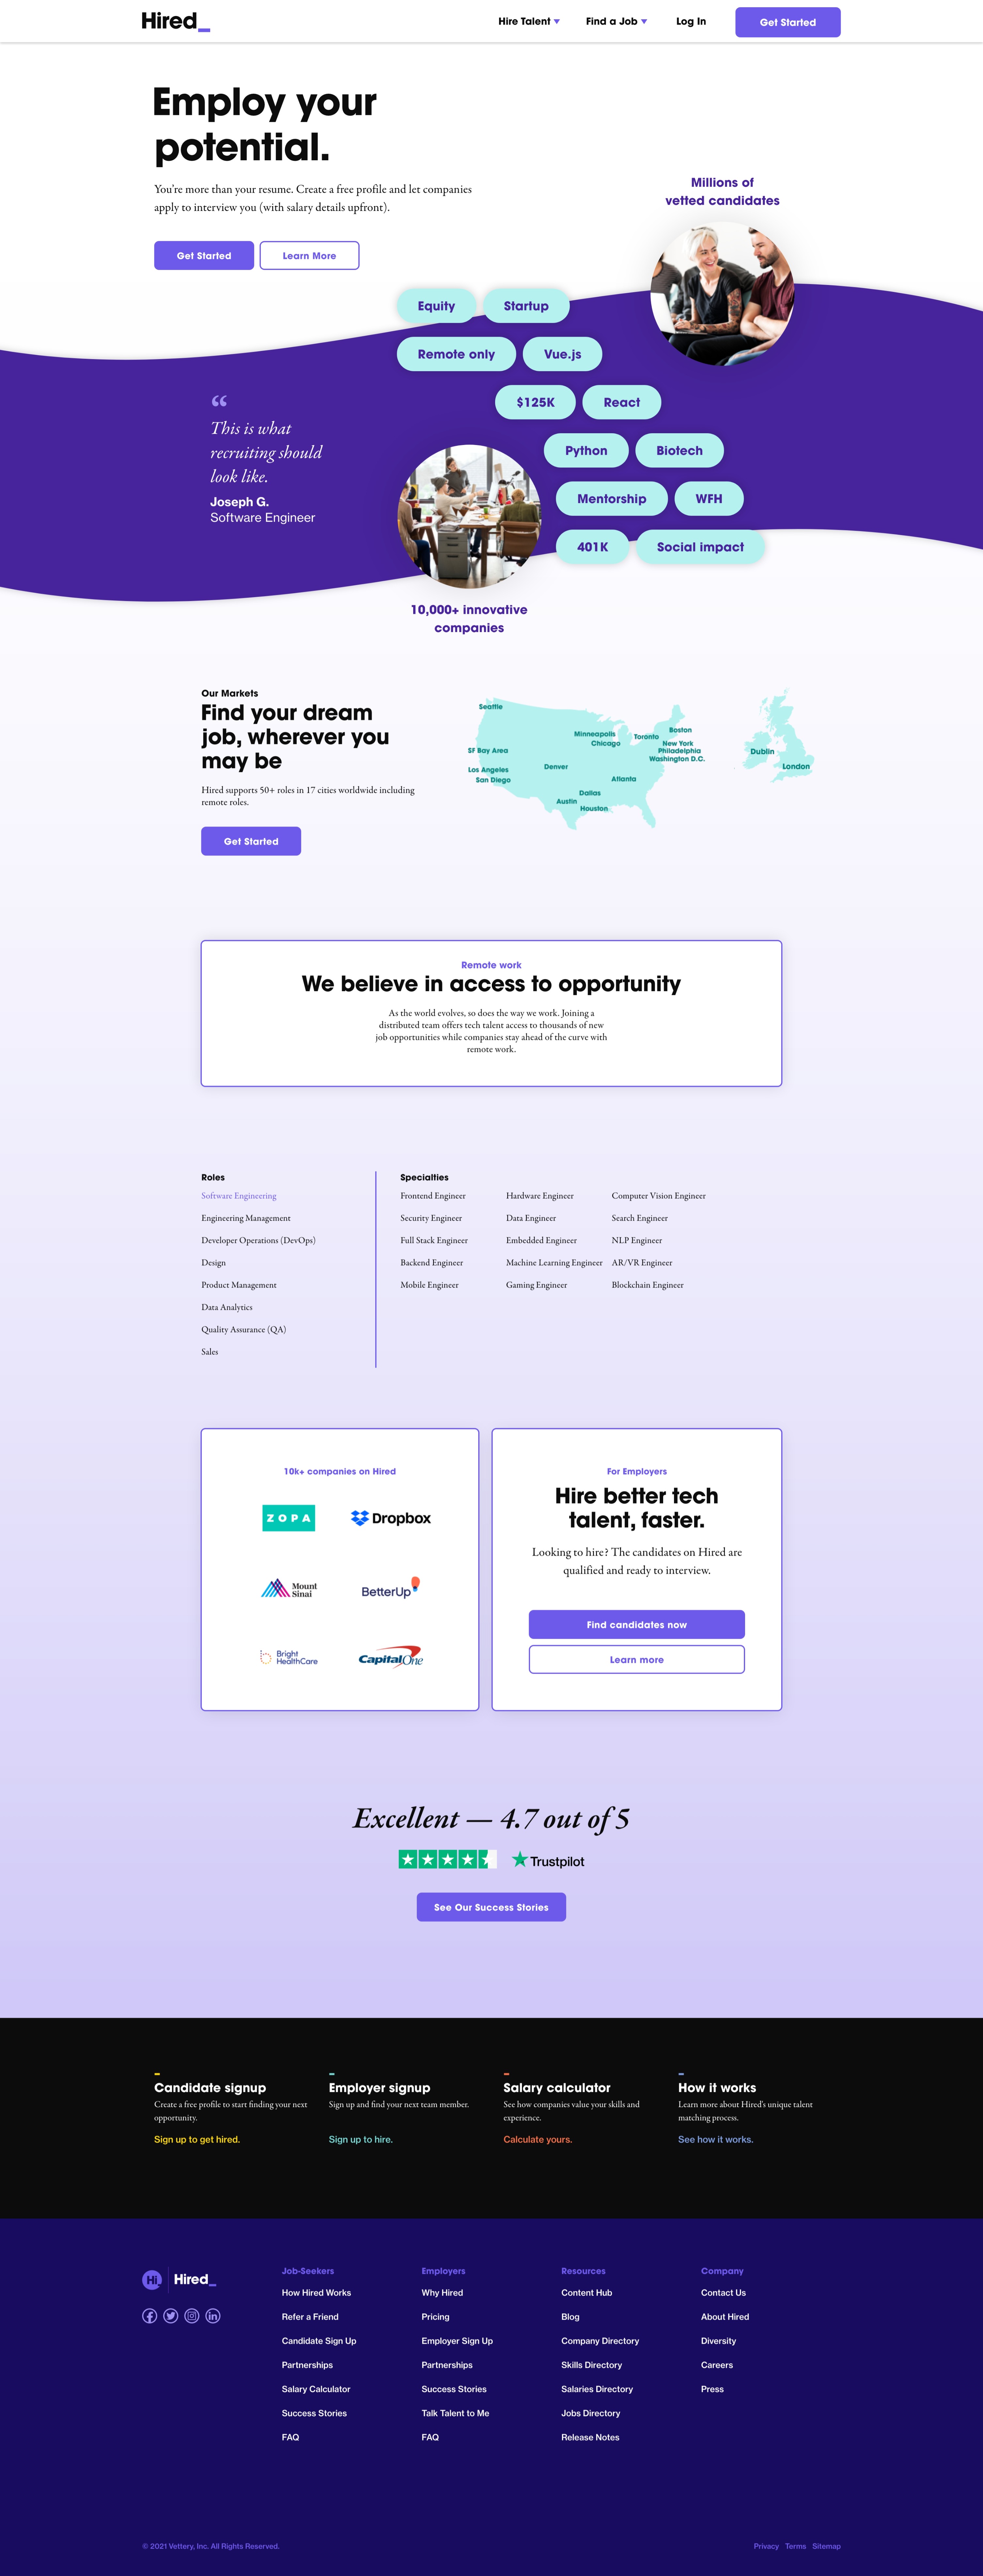 Hired_
Hire Talent
Find a Job
Log In
Get Started
Employ your
potential.
You're more than your resume. Create a free profile and let companies
apply to interview you (with salary details upfront).
Get Started
Learn More
Millions of
vetted candidates
Equity
Startup
Remote only
Vue.js
$125K
React
Python
Biotech
Mentorship
WFH
401K
Social impact
“
This is what
recruiting should
look like.
Joseph G.
Software Engineer
10,000+ innovative
companies
Our Markets
Find your dream
job, wherever you
may be
Hired supports 50+ roles in 17 cities worldwide including
remote roles.
Get Started
Seattle
SF Bay Area
Los Angeles
San Diego
Denver
Minneapolis
Chicago
Toronto
Boston
New York
Philadelphia
Washington D.C.
Atlanta
Dallas
Austin
Houston
Dublin
London
Remote work
We believe in access to opportunity
As the world evolves, so does the way we work. Joining a
distributed team offers tech talent access to thousands of new
job opportunities while companies stay ahead of the curve with
remote work.
Roles
Software Engineering
Engineering Management
Developer Operations (DevOps)
Design
Product Management
Data Analytics
Quality Assurance (QA)
Sales
Specialties
Frontend Engineer
Security Engineer
Full Stack Engineer
Backend Engineer
Mobile Engineer
Hardware Engineer
Data Engineer
Embedded Engineer
Machine Learning Engineer
Gaming Engineer
Computer Vision Engineer
Search Engineer
NLP Engineer
AR/VR Engineer
Blockchain Engineer
10k+ companies on Hired
ZOPA
Dropbox
Mount
Sinai
BetterUp
Bright
HealthCare
CapitalOne
For Employers
Hire better tech
talent, faster.
Looking to hire? The candidates on Hired are
qualified and ready to interview.
Find candidates now
Learn more
Excellent — 4.7 out of 5
Trustpilot
See Our Success Stories
Candidate signup
Create a free profile to start finding your next
opportunity.
Sign up to get hired.
Employer signup
Sign up and find your next team member.
Sign up to hire.
Salary calculator
See how companies value your skills and
experience.
Calculate yours.
How it works
Learn more about Hired's unique talent
matching process.
See how it works.
Hi
Hired_
Job-Seekers
How Hired Works
Refer a Friend
Candidate Sign Up
Partnerships
Salary Calculator
Success Stories
FAQ
Employers
Why Hired
Pricing
Employer Sign Up
Partnerships
Success Stories
Talk Talent to Me
FAQ
Resources
Content Hub
Blog
Company Directory
Skills Directory
Salaries Directory
Jobs Directory
Release Notes
Company
Contact Us
About Hired
Diversity
Careers
Press
© 2021 Vettery, Inc. All Rights Reserved.
Privacy Terms Sitemap